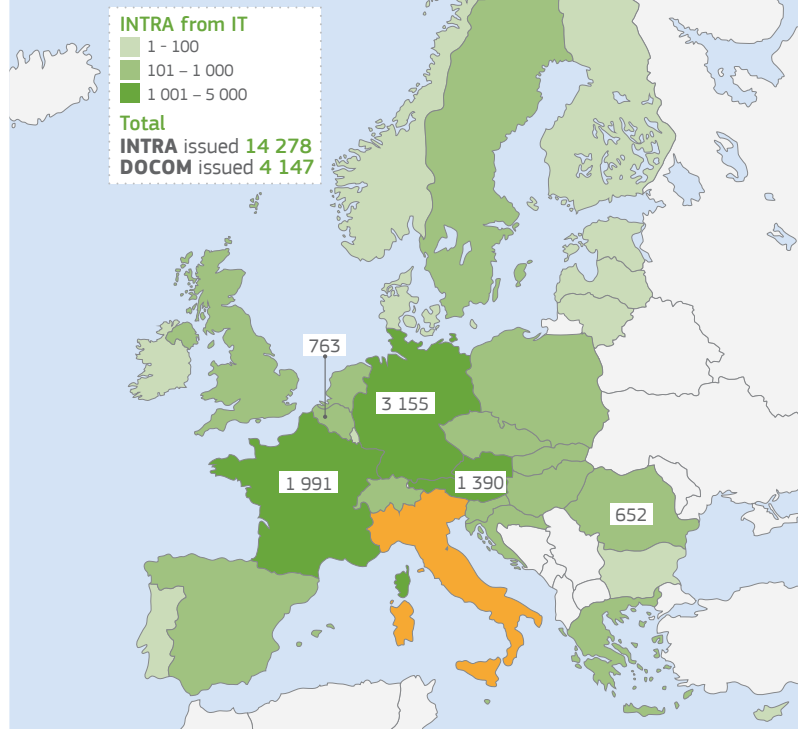 INTRA from IT
1 - 100
101 – 1 000
1 001 – 5 000
Total
INTRA issued 14 278
DOCOM issued 4 147
763
3 155
1 991
1 390
652